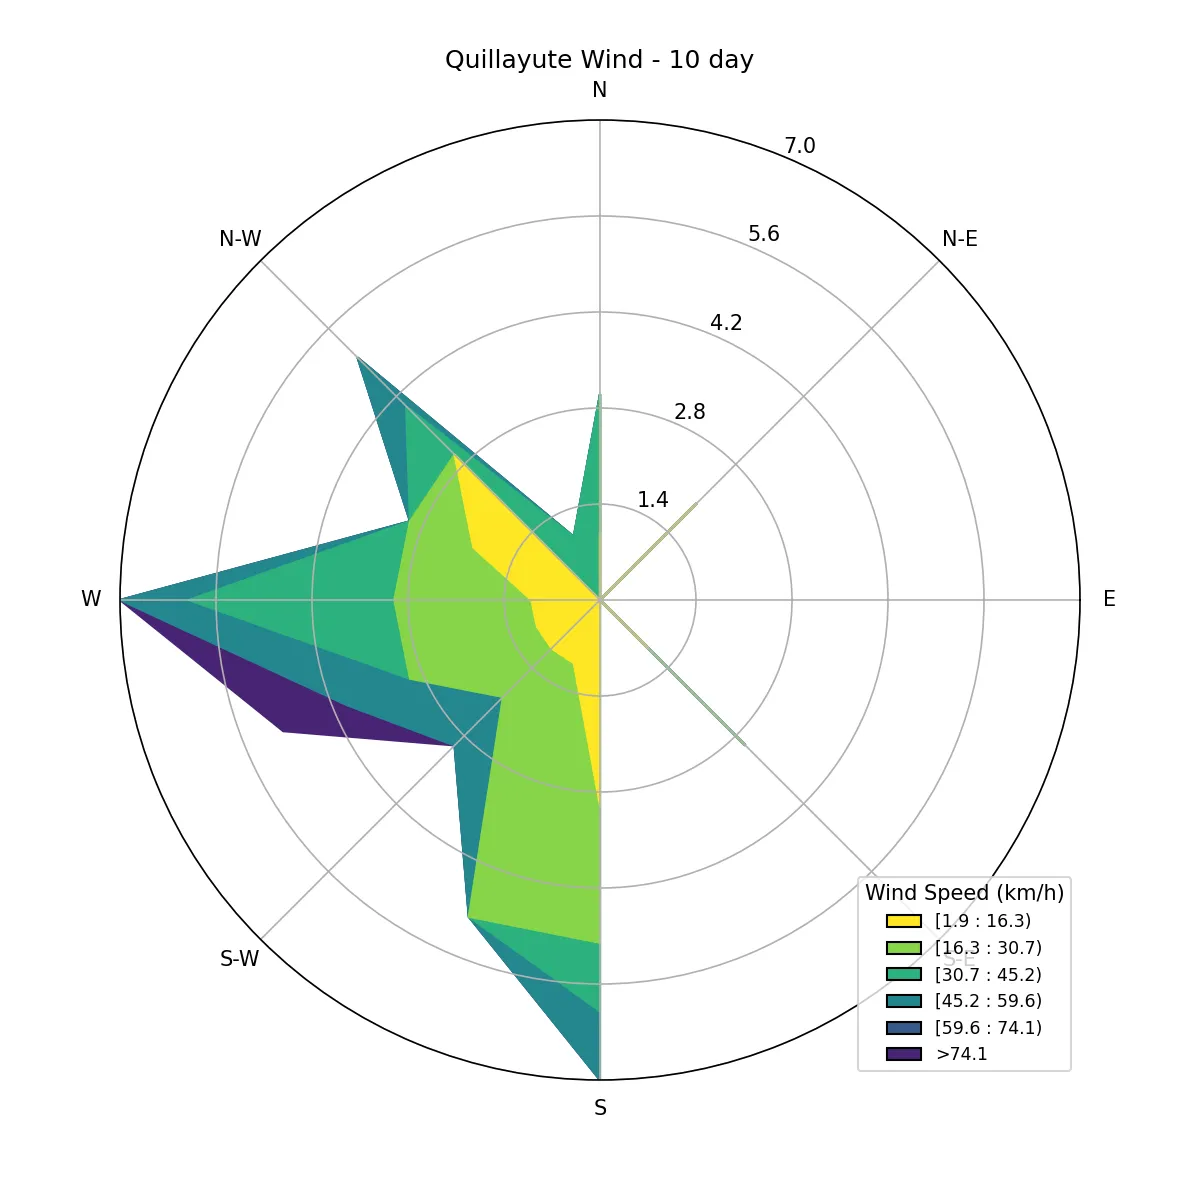 Quillayute Wind - 10 day
N
7.0
N-W
5.6
N-E
4.2
2.8
1.4
W
E
S-W
S-E
S
Wind Speed (km/h)
[1.9 : 16.3)
[16.3 : 30.7)
[30.7 : 45.2)
[45.2 : 59.6)
[59.6 : 74.1)
>74.1